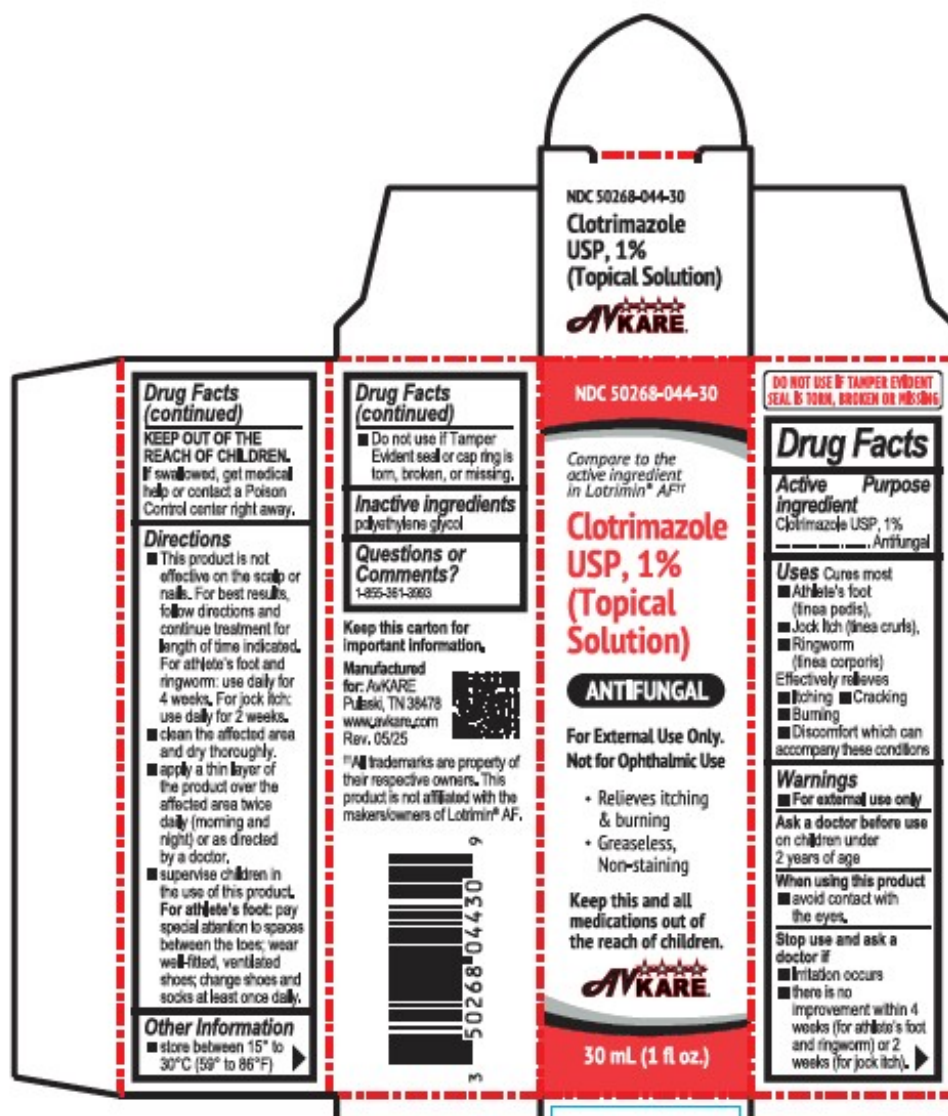 NDC 50268-044-30
Clotrimazole
USP, 1%
(Topical Solution)
AVKARE®
NDC 50268-044-30
Compare to the
active ingredient
in Lotrimin® AF††
Clotrimazole
USP, 1%
(Topical
Solution)
ANTIFUNGAL
For External Use Only.
Not for Ophthalmic Use
• Relieves itching
& burning
• Greaseless,
Non-staining
Keep this and all
medications out of
the reach of children.
AVKARE®
30 mL (1 fl oz.)
DO NOT USE IF TAMPER EVIDENT
SEAL IS TORN, BROKEN OR MISSING
Drug Facts
Active Purpose
ingredient
Clotrimazole USP, 1%
Antifungal
Uses Cures most
■ Athlete's foot
(tinea pedis),
■ Jock itch (tinea cruris),
■ Ringworm
(tinea corporis)
Effectively relieves
■ Itching ■ Cracking
■ Burning
■ Discomfort which can
accompany these conditions
Warnings
■ For external use only
Ask a doctor before use
on children under
2 years of age
When using this product
■ avoid contact with
the eyes.
Stop use and ask a
doctor if
■ Irritation occurs
■ there is no
improvement within 4
weeks (for athlete's foot
and ringworm) or 2
weeks (for jock itch).
Drug Facts
(continued)
KEEP OUT OF THE
REACH OF CHILDREN.
If swallowed, get medical
help or contact a Poison
Control center right away.
Directions
■ This product is not
effective on the scalp or
nails. For best results,
follow directions and
continue treatment for
length of time indicated.
For athlete's foot and
ringworm: use daily for
4 weeks. For jock itch:
use daily for 2 weeks.
■ clean the affected area
and dry thoroughly.
■ apply a thin layer of
the product over the
affected area twice
daily (morning and
night) or as directed
by a doctor.
■ supervise children in
the use of this product.
For athlete's foot: pay
special attention to spaces
between the toes; wear
well-fitted, ventilated
shoes; change shoes and
socks at least once daily.
Other Information
■ store between 15° to
30°C (59° to 86°F)
Drug Facts
(continued)
■ Do not use if Tamper
Evident seal or cap ring is
torn, broken, or missing.
Inactive ingredients
polyethylene glycol
Questions or
Comments?
1-855-361-3993
Keep this carton for
important information.
Manufactured
for: AvKARE
Pulaski, TN 38478
www.avkare.com
Rev. 05/25
††All trademarks are property of
their respective owners. This
product is not affiliated with the
makers/owners of Lotrimin® AF.
3 50268 04430 9